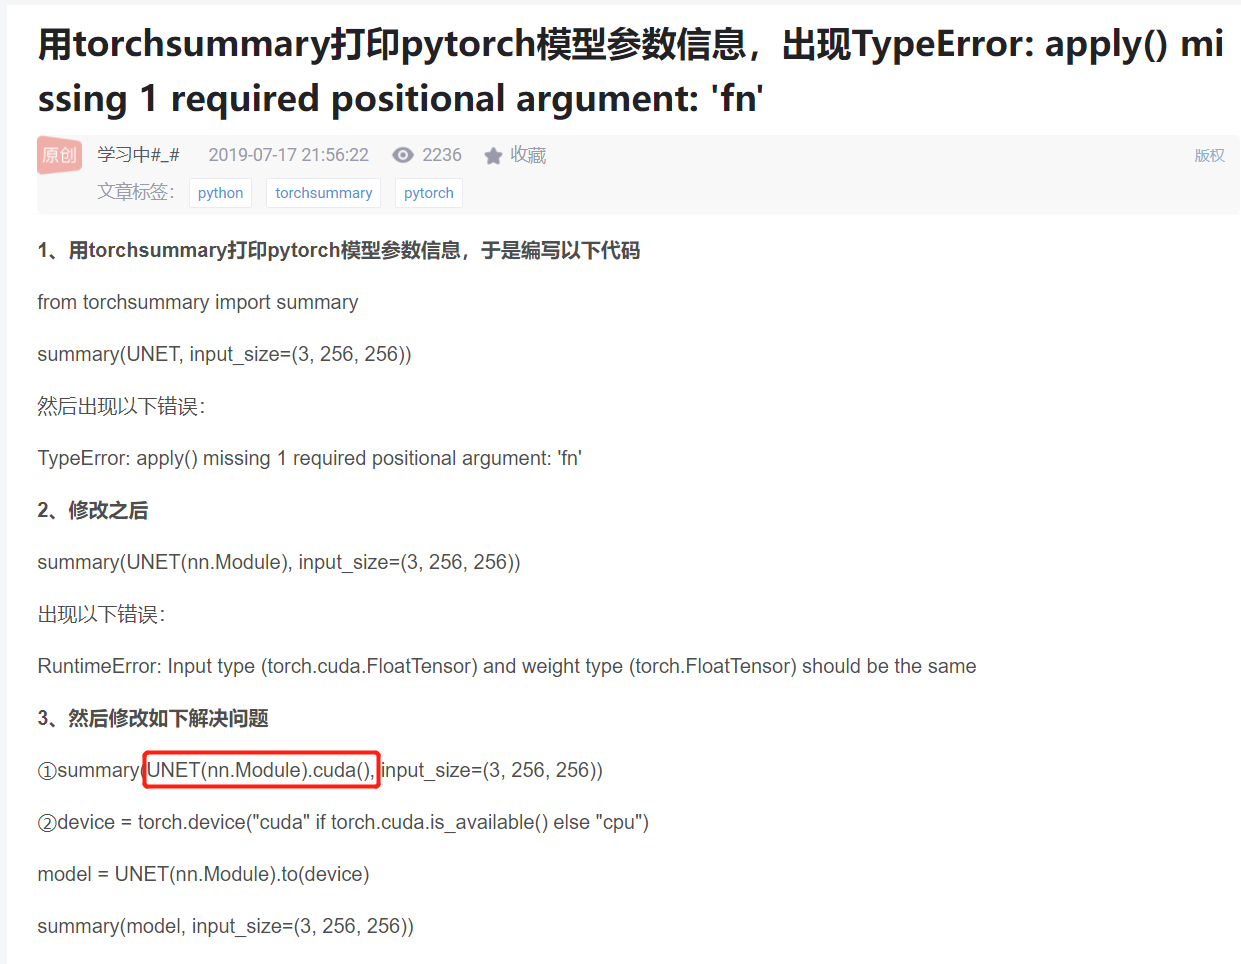 用torchsummary打印pytorch模型参数信息，出现TypeError: apply() mi
ssing 1 required positional argument: 'fn'
原创 学习中#_# 2019-07-17 21:56:22 2236 收藏 版权
文章标签： python torchsummary pytorch
1、用torchsummary打印pytorch模型参数信息，于是编写以下代码
from torchsummary import summary
summary(UNET, input_size=(3, 256, 256))
然后出现以下错误：
TypeError: apply() missing 1 required positional argument: 'fn'
2、修改之后
summary(UNET(nn.Module), input_size=(3, 256, 256))
出现以下错误：
RuntimeError: Input type (torch.cuda.FloatTensor) and weight type (torch.FloatTensor) should be the same
3、然后修改如下解决问题
①summary(UNET(nn.Module).cuda(), input_size=(3, 256, 256))
②device = torch.device("cuda" if torch.cuda.is_available() else "cpu")
model = UNET(nn.Module).to(device)
summary(model, input_size=(3, 256, 256))